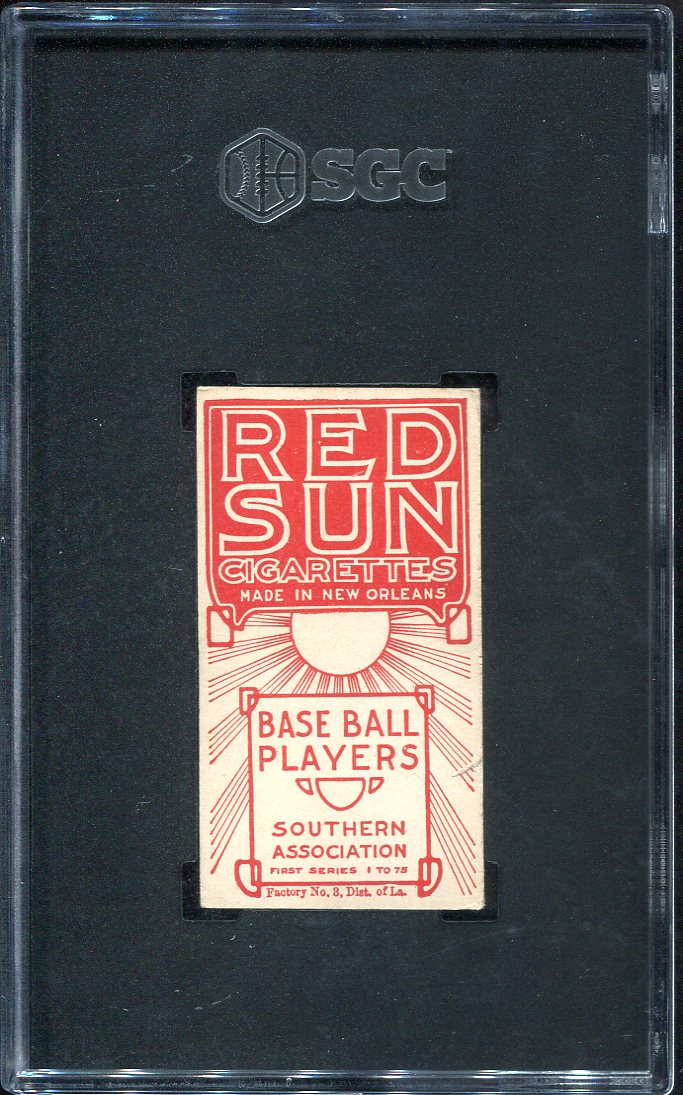 SGC
RED
SUN
CIGARETTES
MADE IN NEW ORLEANS
BASE BALL
PLAYERS
SOUTHERN
ASSOCIATION
FIRST SERIES 1 TO 75
Factory No. 3, Dist. of La.